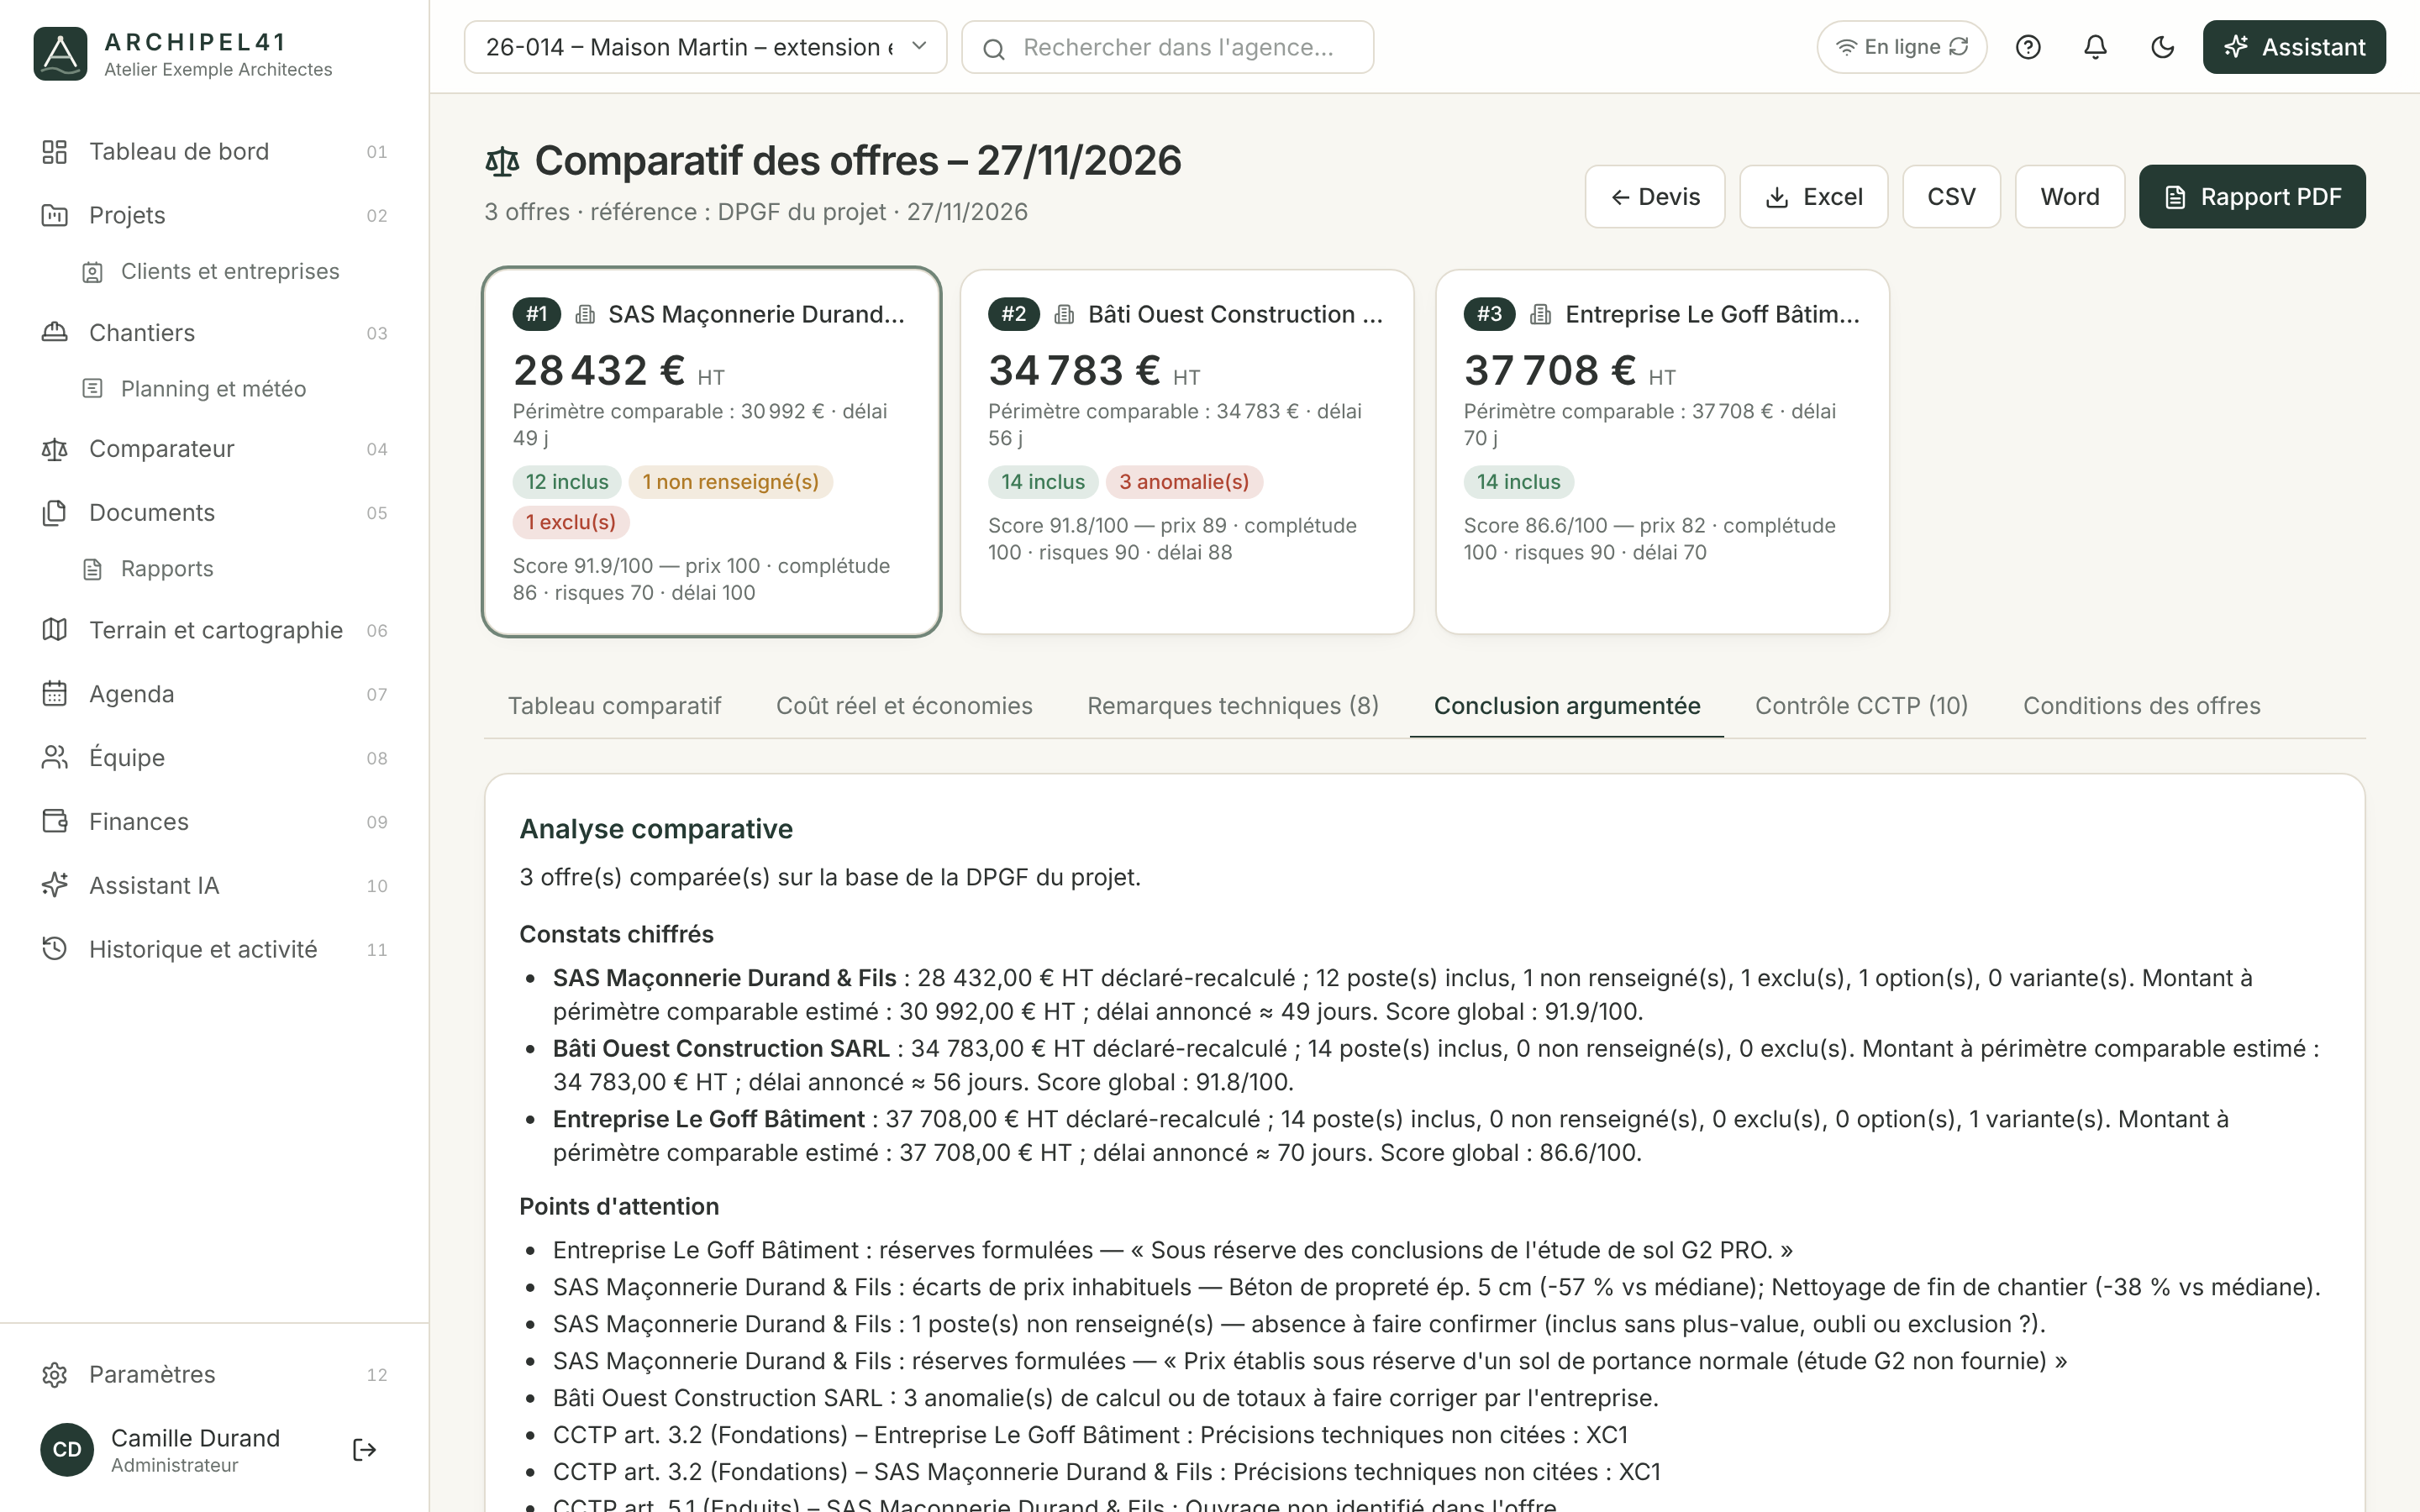 ARCHIPEL41
Atelier Exemple Architectes
Tableau de bord 01
Projets 02
Clients et entreprises
Chantiers 03
Planning et météo
Comparateur 04
Documents 05
Rapports
Terrain et cartographie 06
Agenda 07
Équipe 08
Finances 09
Assistant IA 10
Historique et activité 11
Paramètres 12
CD
Camille Durand
Administrateur
26-014 – Maison Martin – extension
Rechercher dans l'agence...
En ligne
Assistant
Comparatif des offres – 27/11/2026
3 offres · référence : DPGF du projet · 27/11/2026
← Devis
Excel
CSV
Word
Rapport PDF
#1 SAS Maçonnerie Durand...
28 432 € HT
Périmètre comparable : 30 992 € · délai
49 j
12 inclus 1 non renseigné(s)
1 exclu(s)
Score 91.9/100 — prix 100 · complétude
86 · risques 70 · délai 100
#2 Bâti Ouest Construction ...
34 783 € HT
Périmètre comparable : 34 783 € · délai
56 j
14 inclus 3 anomalie(s)
Score 91.8/100 — prix 89 · complétude
100 · risques 90 · délai 88
#3 Entreprise Le Goff Bâtim...
37 708 € HT
Périmètre comparable : 37 708 € · délai
70 j
14 inclus
Score 86.6/100 — prix 82 · complétude
100 · risques 90 · délai 70
Tableau comparatif
Coût réel et économies
Remarques techniques (8)
Conclusion argumentée
Contrôle CCTP (10)
Conditions des offres
Analyse comparative
3 offre(s) comparée(s) sur la base de la DPGF du projet.
Constats chiffrés
• SAS Maçonnerie Durand & Fils : 28 432,00 € HT déclaré-recalculé ; 12 poste(s) inclus, 1 non renseigné(s), 1 exclu(s), 1 option(s), 0 variante(s). Montant à
périmètre comparable estimé : 30 992,00 € HT ; délai annoncé ≈ 49 jours. Score global : 91.9/100.
• Bâti Ouest Construction SARL : 34 783,00 € HT déclaré-recalculé ; 14 poste(s) inclus, 0 non renseigné(s), 0 exclu(s). Montant à périmètre comparable estimé :
34 783,00 € HT ; délai annoncé ≈ 56 jours. Score global : 91.8/100.
• Entreprise Le Goff Bâtiment : 37 708,00 € HT déclaré-recalculé ; 14 poste(s) inclus, 0 non renseigné(s), 0 exclu(s), 0 option(s), 1 variante(s). Montant à
périmètre comparable estimé : 37 708,00 € HT ; délai annoncé ≈ 70 jours. Score global : 86.6/100.
Points d'attention
• Entreprise Le Goff Bâtiment : réserves formulées — « Sous réserve des conclusions de l'étude de sol G2 PRO. »
• SAS Maçonnerie Durand & Fils : écarts de prix inhabituels — Béton de propreté ép. 5 cm (-57 % vs médiane); Nettoyage de fin de chantier (-38 % vs médiane).
• SAS Maçonnerie Durand & Fils : 1 poste(s) non renseigné(s) — absence à faire confirmer (inclus sans plus-value, oubli ou exclusion ?).
• SAS Maçonnerie Durand & Fils : réserves formulées — « Prix établis sous réserve d'un sol de portance normale (étude G2 non fournie) »
• Bâti Ouest Construction SARL : 3 anomalie(s) de calcul ou de totaux à faire corriger par l'entreprise.
• CCTP art. 3.2 (Fondations) – Entreprise Le Goff Bâtiment : Précisions techniques non citées : XC1
• CCTP art. 3.2 (Fondations) – SAS Maçonnerie Durand & Fils : Précisions techniques non citées : XC1
• CCTP art. 5.1 (Enduits) – SAS Maçonnerie Durand & Fils : Ouvrage non identifié dans l'offre